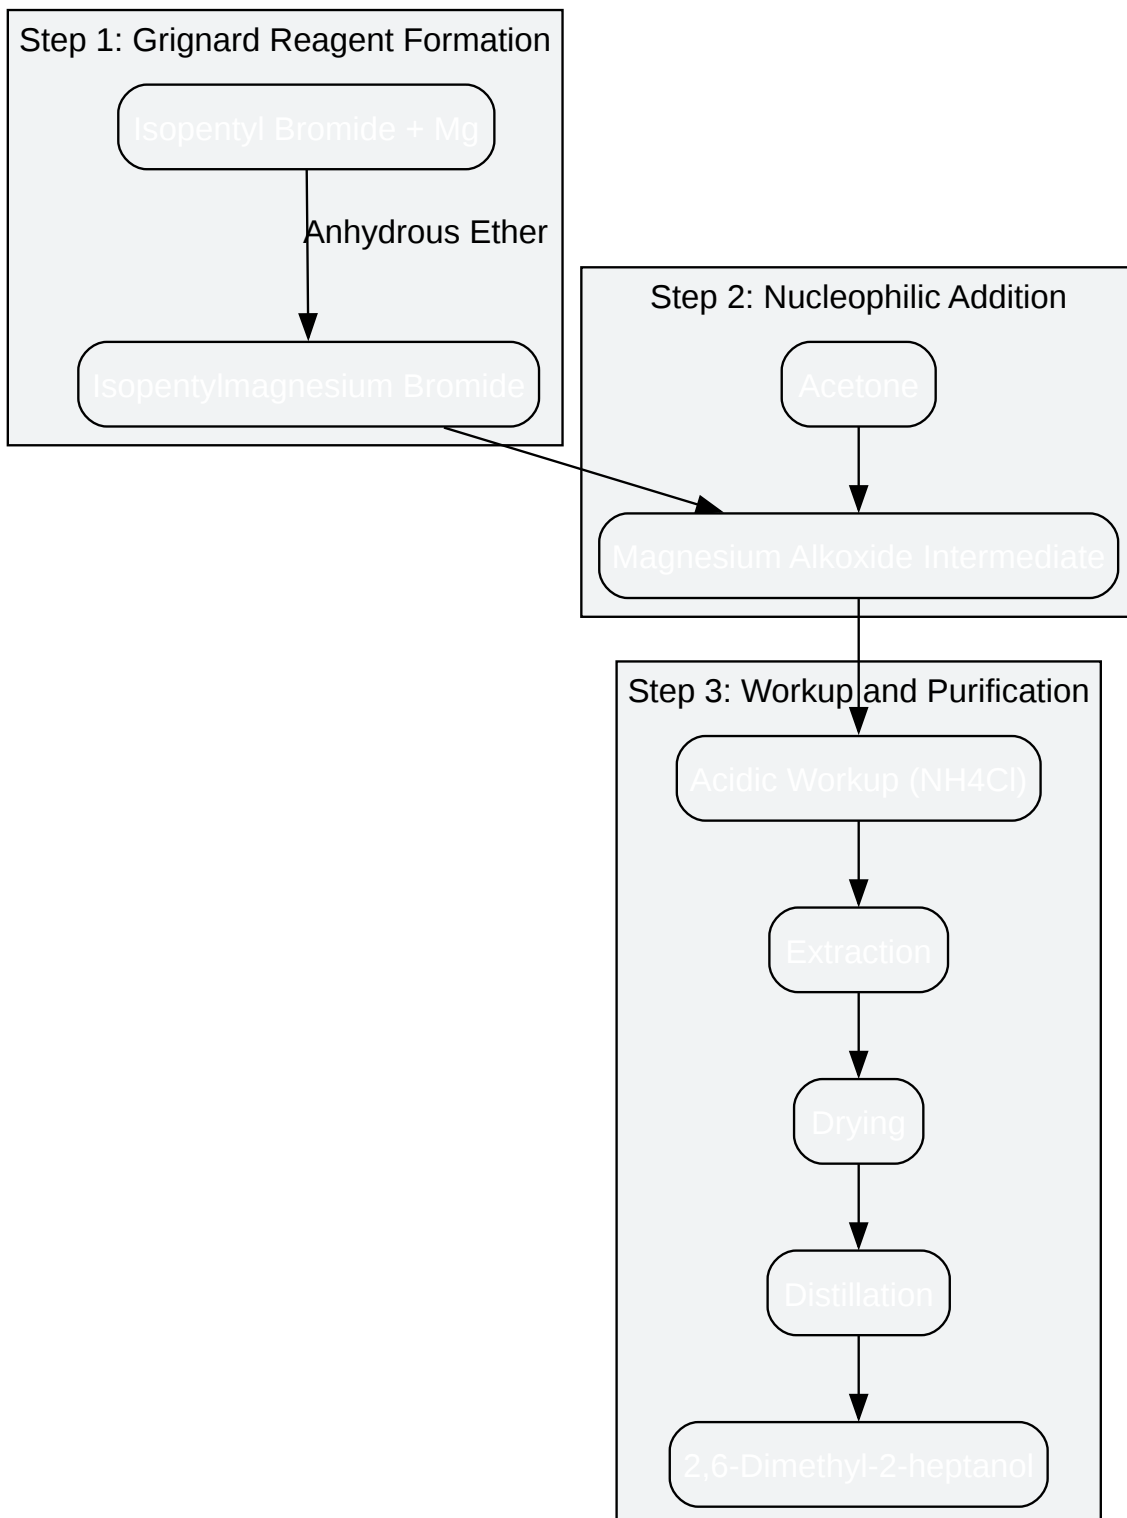 Step 1: Grignard Reagent Formation
Isopentyl Bromide + Mg
Anhydrous Ether
Isopentylmagnesium Bromide
Step 2: Nucleophilic Addition
Acetone
Magnesium Alkoxide Intermediate
Step 3: Workup and Purification
Acidic Workup (NH4Cl)
Extraction
Drying
Distillation
2,6-Dimethyl-2-heptanol